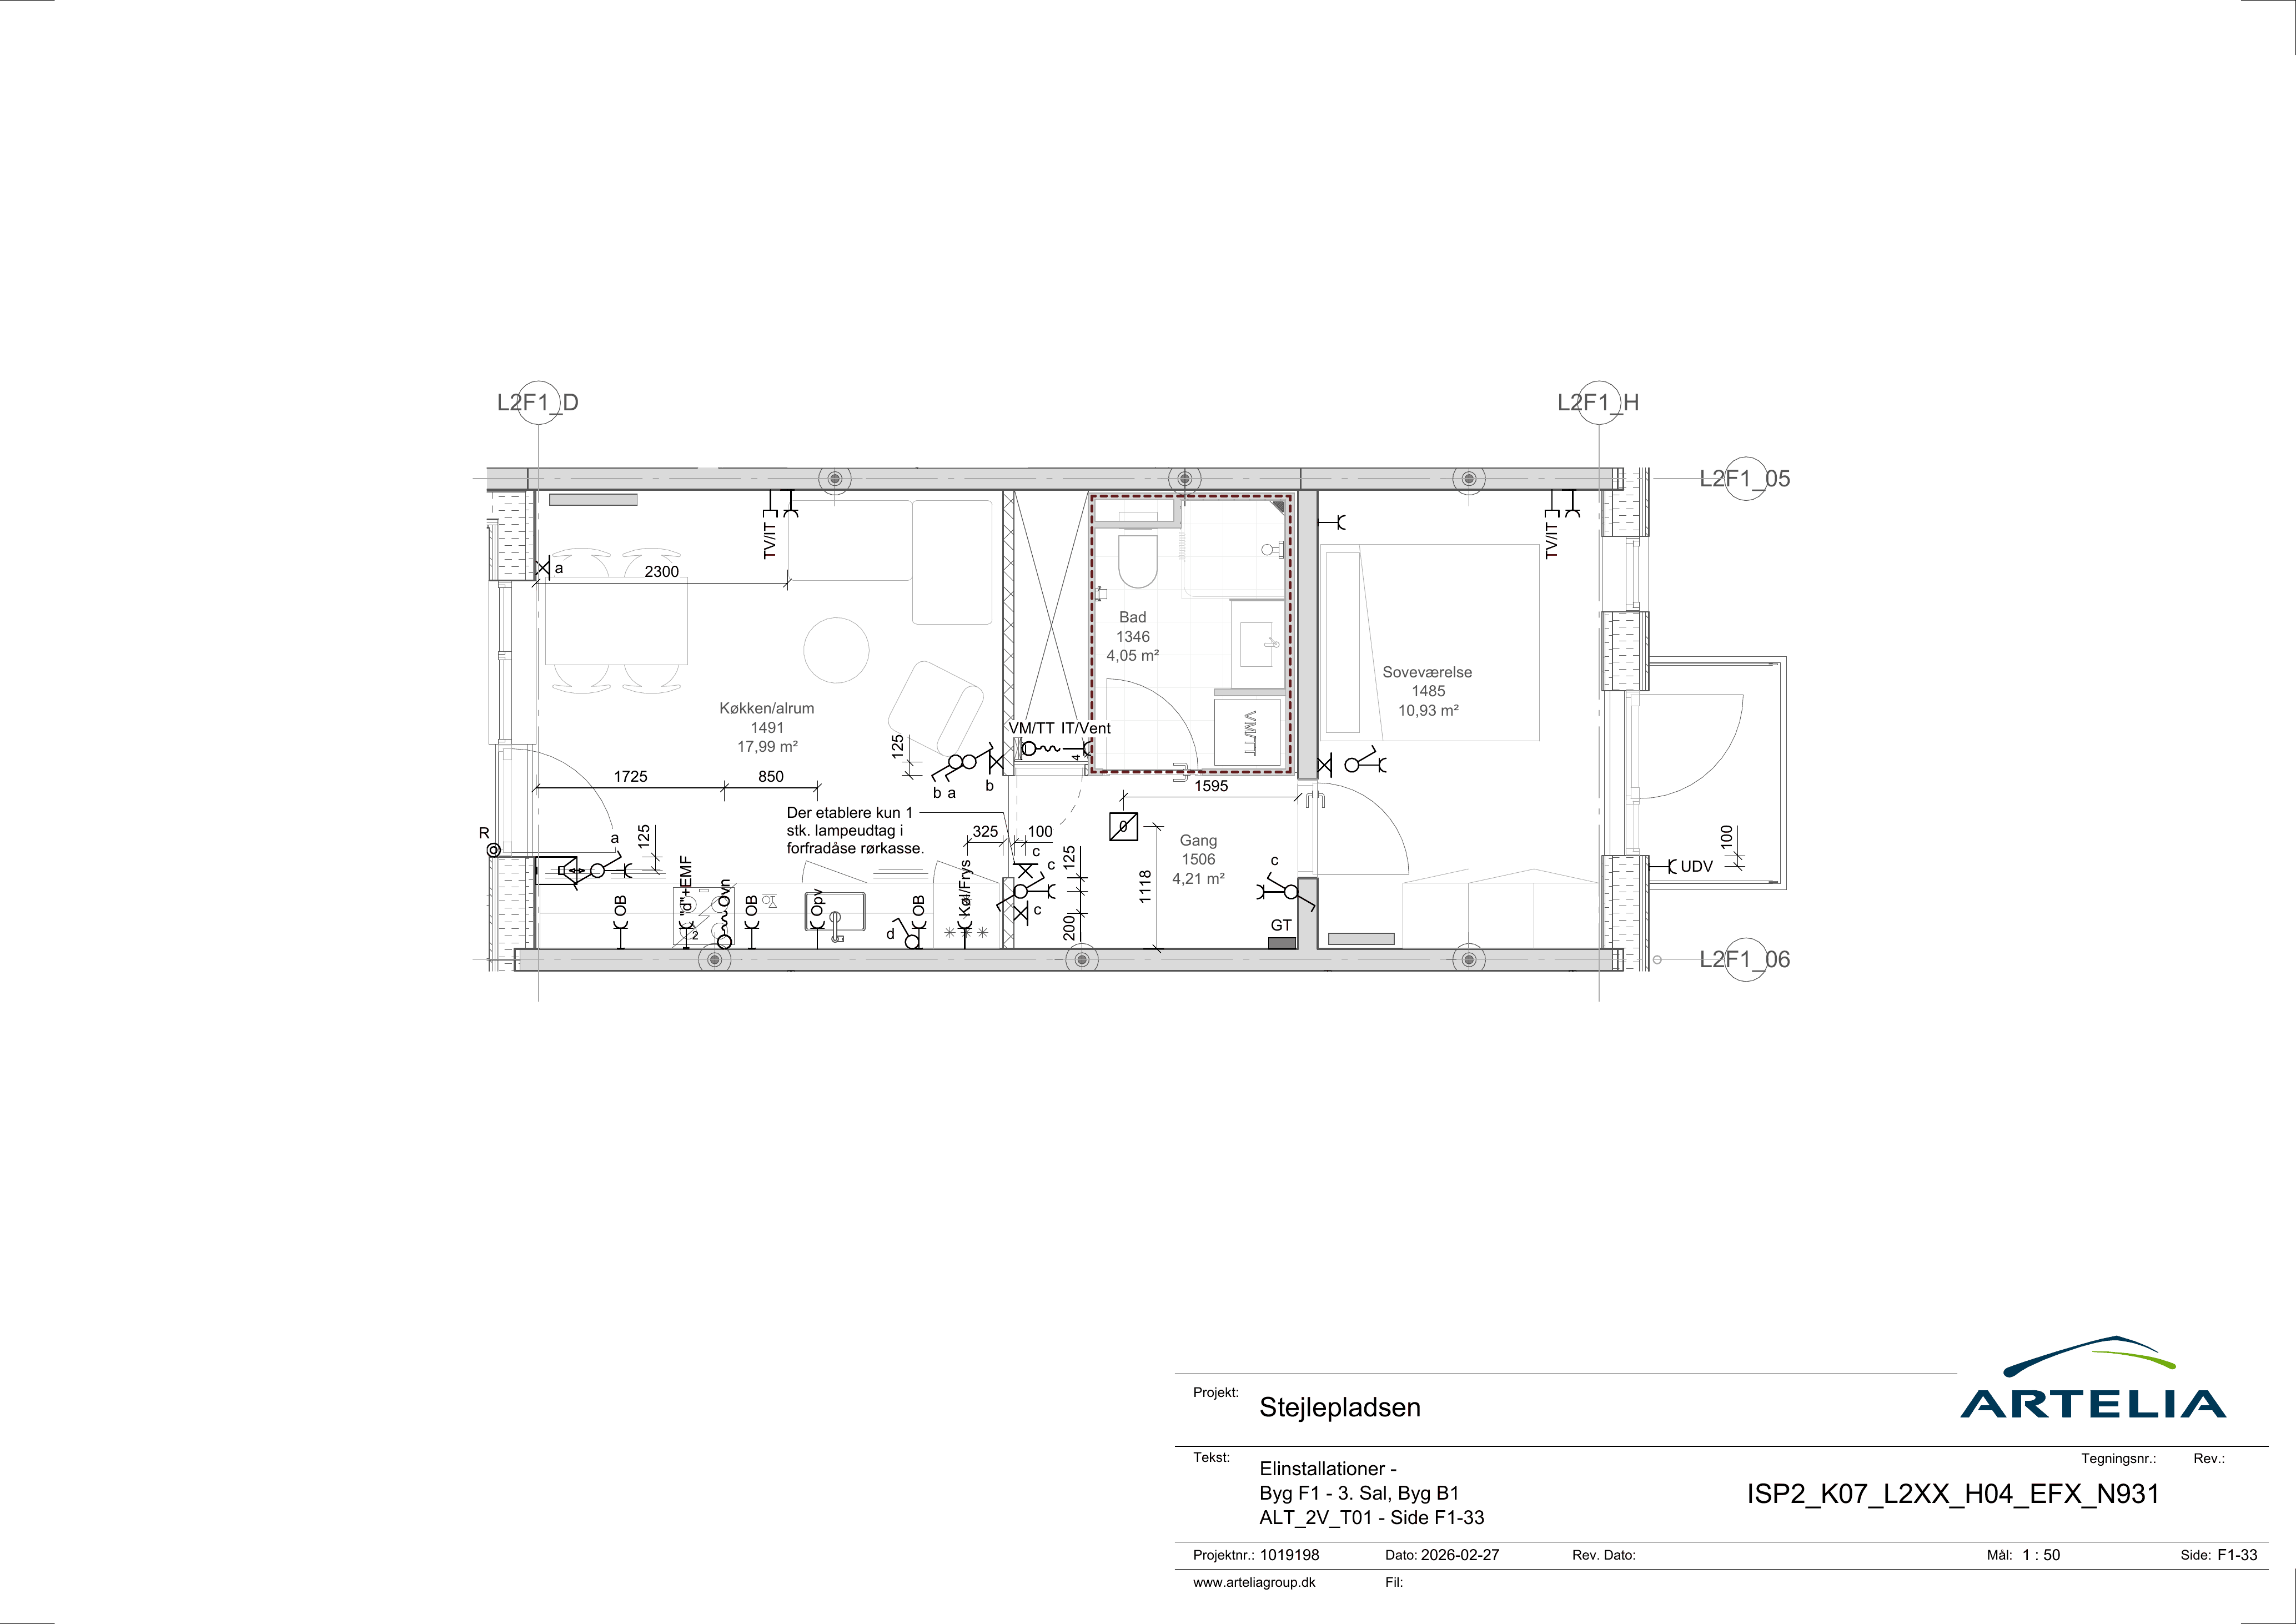 L2F1_D
L2F1_H
L2F1_05
TV/IT
TV/IT
a
2300
Bad
1346
4,05 m²
Soveværelse
1485
10,93 m²
Køkken/alrum
1491
17,99 m²
VM/TT IT/Vent
VM/TT
4
125
b a
b
1725
850
1595
Der etablere kun 1
stk. lampeudtag i
forfradåse rørkasse.
R
a
125
325
100
0
Gang
1506
4,21 m²
c
c
125
c
1118
c
200
100
UDV
OB
"d"+EMF
2
Ovn
OB
Opv
d
OB
Køl/Frys
GT
L2F1_06
Projekt:
Stejlepladsen
ARTELIA
Tekst:
Elinstallationer -
Byg F1 - 3. Sal, Byg B1
ALT_2V_T01 - Side F1-33
Tegningsnr.:
Rev.:
ISP2_K07_L2XX_H04_EFX_N931
Projektnr.: 1019198
Dato: 2026-02-27
Rev. Dato:
Mål: 1 : 50
Side: F1-33
www.arteliagroup.dk
Fil: